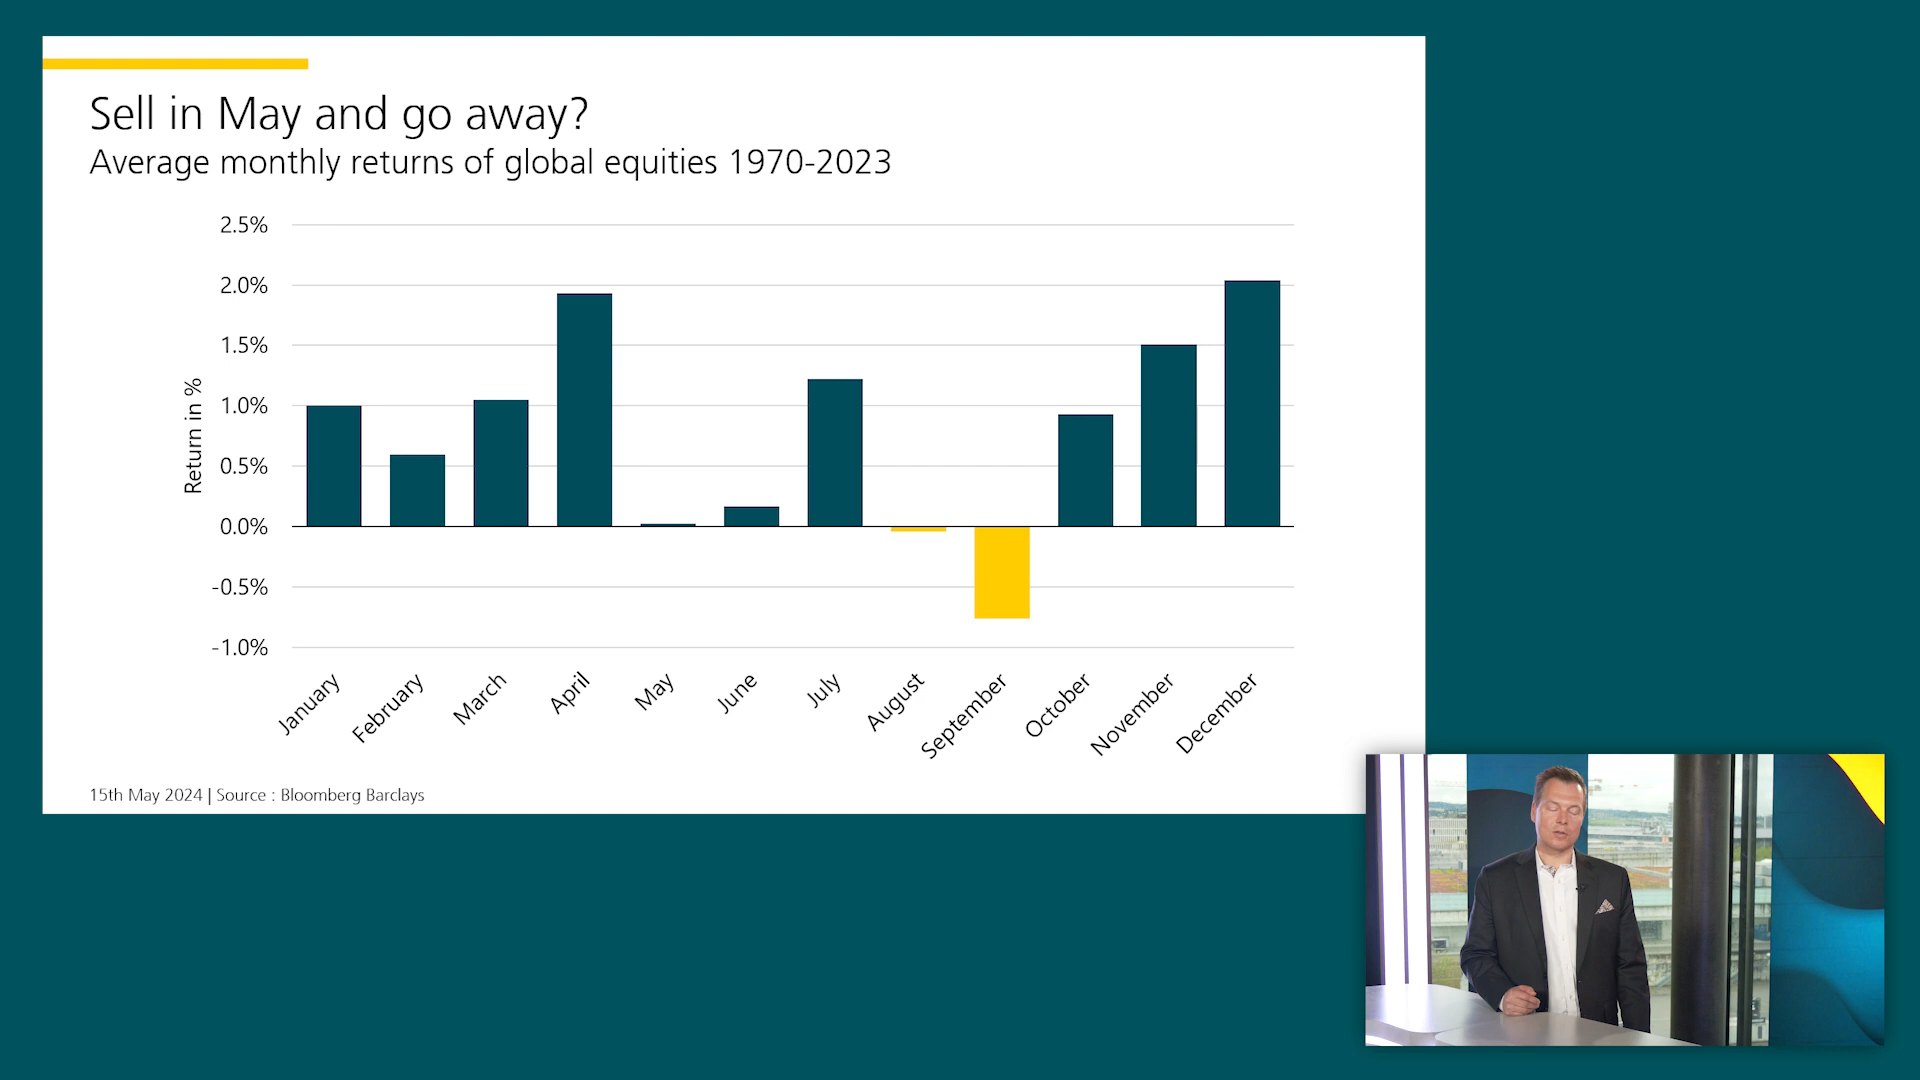 Sell in May and go away?
Average monthly returns of global equities 1970-2023
2.5%
2.0%
1.5%
1.0%
0.5%
0.0%
-0.5%
-1.0%
Return in %
January
February
March
April
May
June
July
August
September
October
November
December
15th May 2024 | Source : Bloomberg Barclays